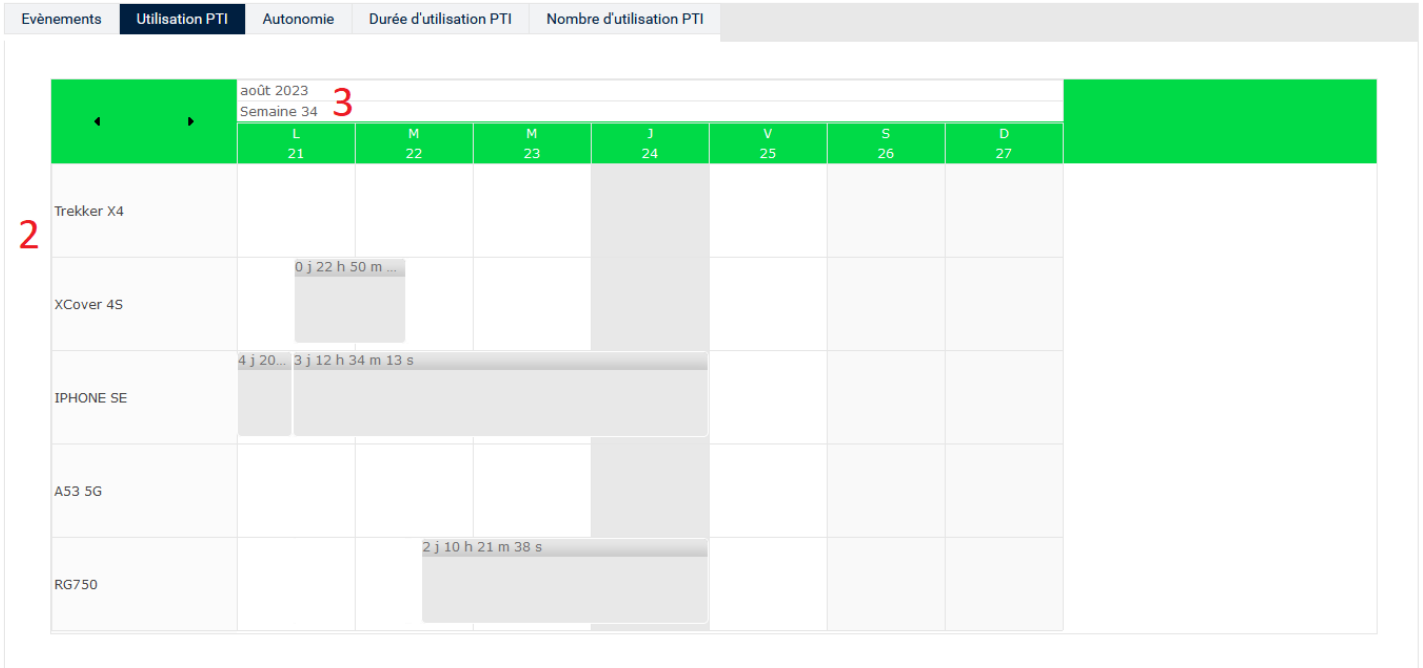 Evènements Utilisation PTI Autonomie Durée d'utilisation PTI Nombre d'utilisation PTI
août 2023
Semaine 34
3
L M M J V S D
21 22 23 24 25 26 27
Trekker X4
2
0 j 22 h 50 m ...
XCover 4S
4 j 20... 3 j 12 h 34 m 13 s
IPHONE SE
A53 5G
2 j 10 h 21 m 38 s
RG750